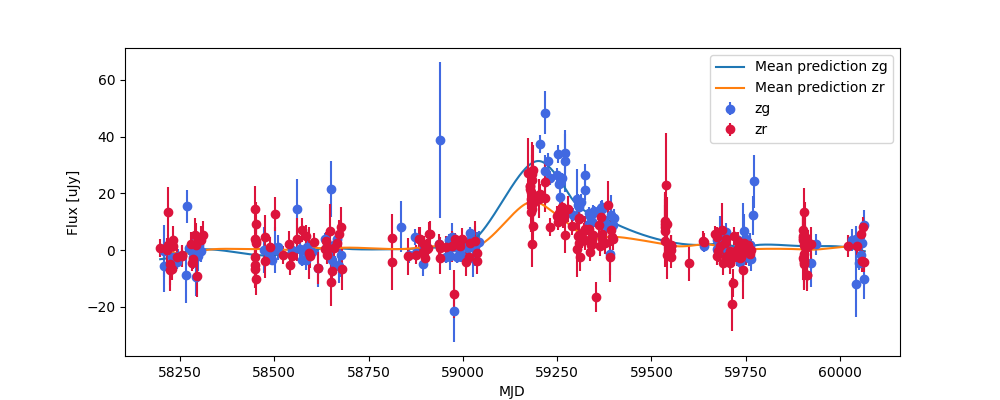 Mean prediction zg
Mean prediction zr
zg
zr
60
40
20
0
−20
Flux [uJy]
58250 58500 58750 59000 59250 59500 59750 60000
MJD